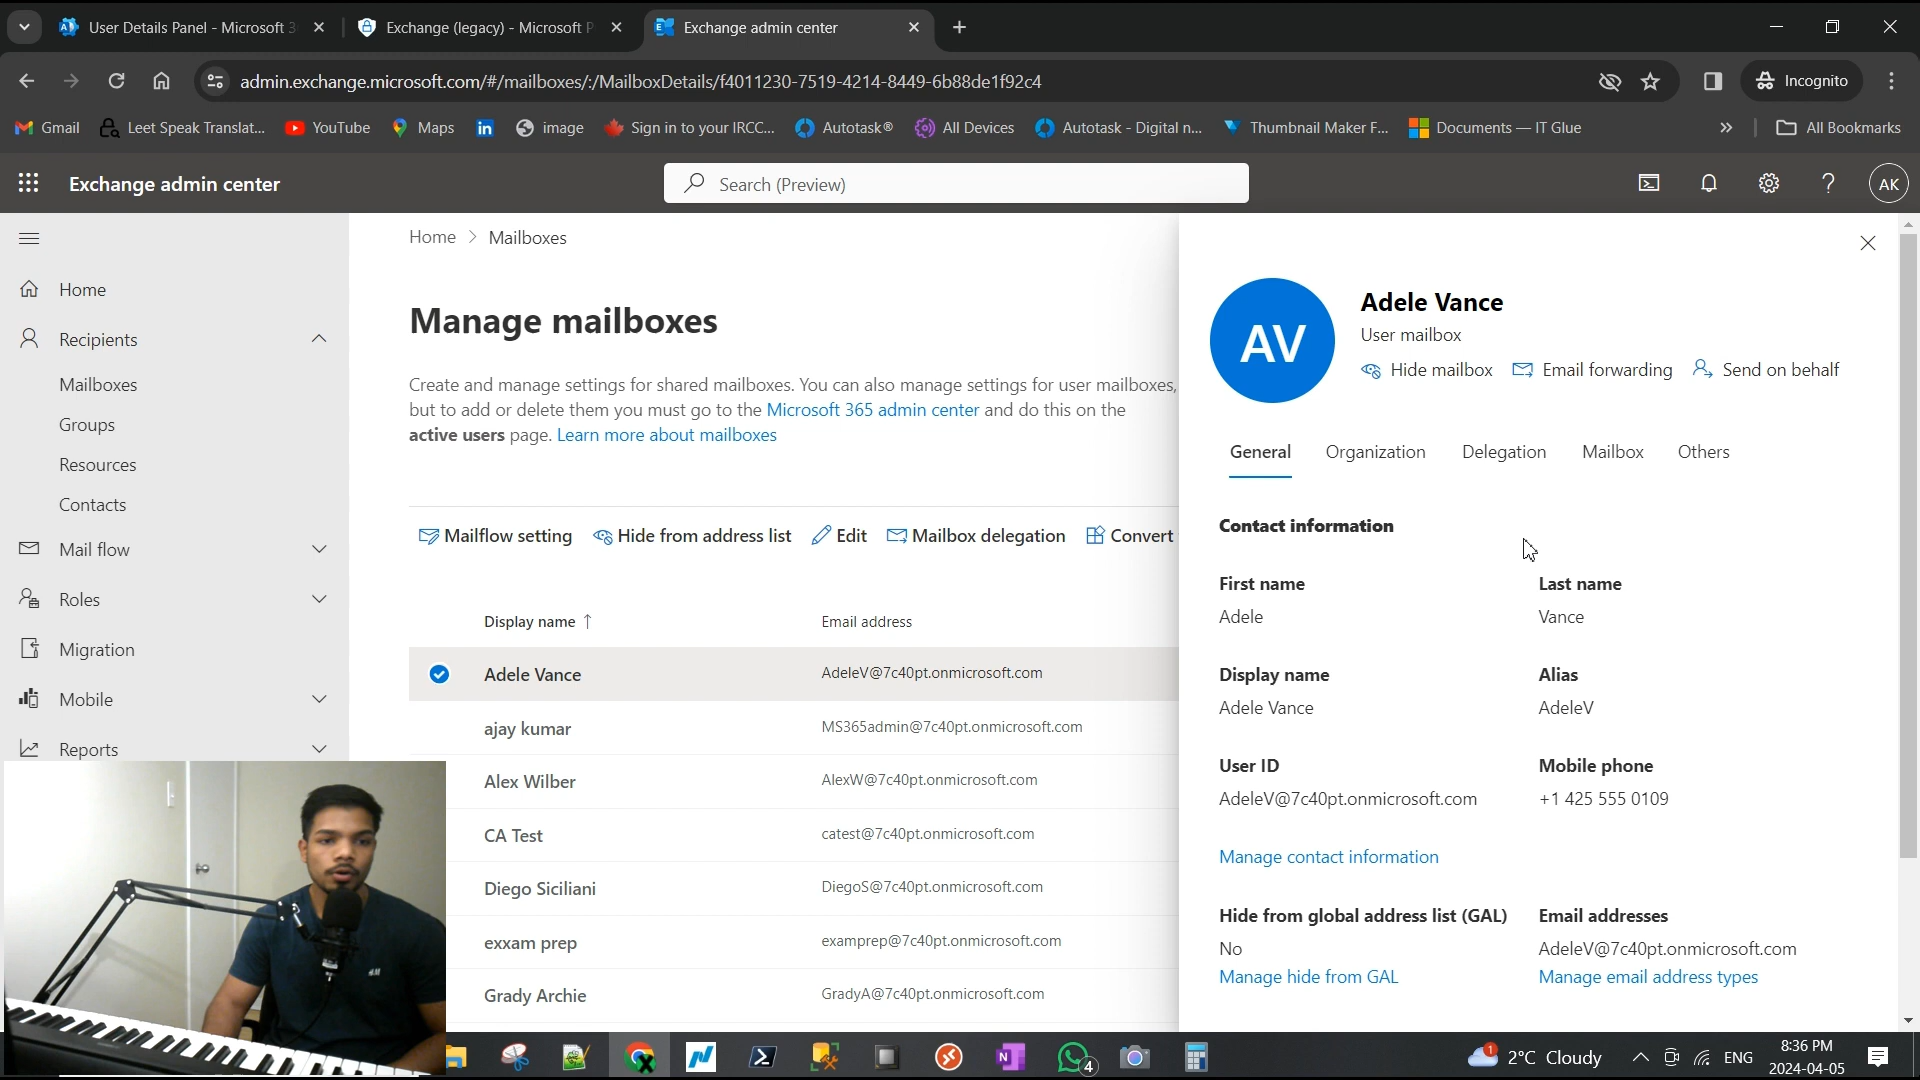 User Details Panel - Microsoft 3
Exchange (legacy) - Microsoft P
Exchange admin center
admin.exchange.microsoft.com/#/mailboxes/:/MailboxDetails/f4011230-7519-4214-8449-6b88de1f92c4
Incognito
Gmail
Leet Speak Translat...
YouTube
Maps
in
image
Sign in to your IRCC...
Autotask®
All Devices
Autotask - Digital n...
Thumbnail Maker F...
Documents — IT Glue
»
All Bookmarks
Exchange admin center
Search (Preview)
?
AK
Home
Recipients
Mailboxes
Groups
Resources
Contacts
Mail flow
Roles
Migration
Mobile
Reports
Home > Mailboxes
Manage mailboxes
Create and manage settings for shared mailboxes. You can also manage settings for user mailboxes,
but to add or delete them you must go to the Microsoft 365 admin center and do this on the
active users page. Learn more about mailboxes
Mailflow setting
Hide from address list
Edit
Mailbox delegation
Convert
Display name ↑
Email address
Adele Vance
AdeleV@7c40pt.onmicrosoft.com
ajay kumar
MS365admin@7c40pt.onmicrosoft.com
Alex Wilber
AlexW@7c40pt.onmicrosoft.com
CA Test
catest@7c40pt.onmicrosoft.com
Diego Siciliani
DiegoS@7c40pt.onmicrosoft.com
exxam prep
examprep@7c40pt.onmicrosoft.com
Grady Archie
GradyA@7c40pt.onmicrosoft.com
AV
Adele Vance
User mailbox
Hide mailbox
Email forwarding
Send on behalf
General
Organization
Delegation
Mailbox
Others
Contact information
First name
Adele
Last name
Vance
Display name
Adele Vance
Alias
AdeleV
User ID
AdeleV@7c40pt.onmicrosoft.com
Mobile phone
+1 425 555 0109
Manage contact information
Hide from global address list (GAL)
No
Manage hide from GAL
Email addresses
AdeleV@7c40pt.onmicrosoft.com
Manage email address types
N
4
1
2°C Cloudy
ENG
8:36 PM
2024-04-05